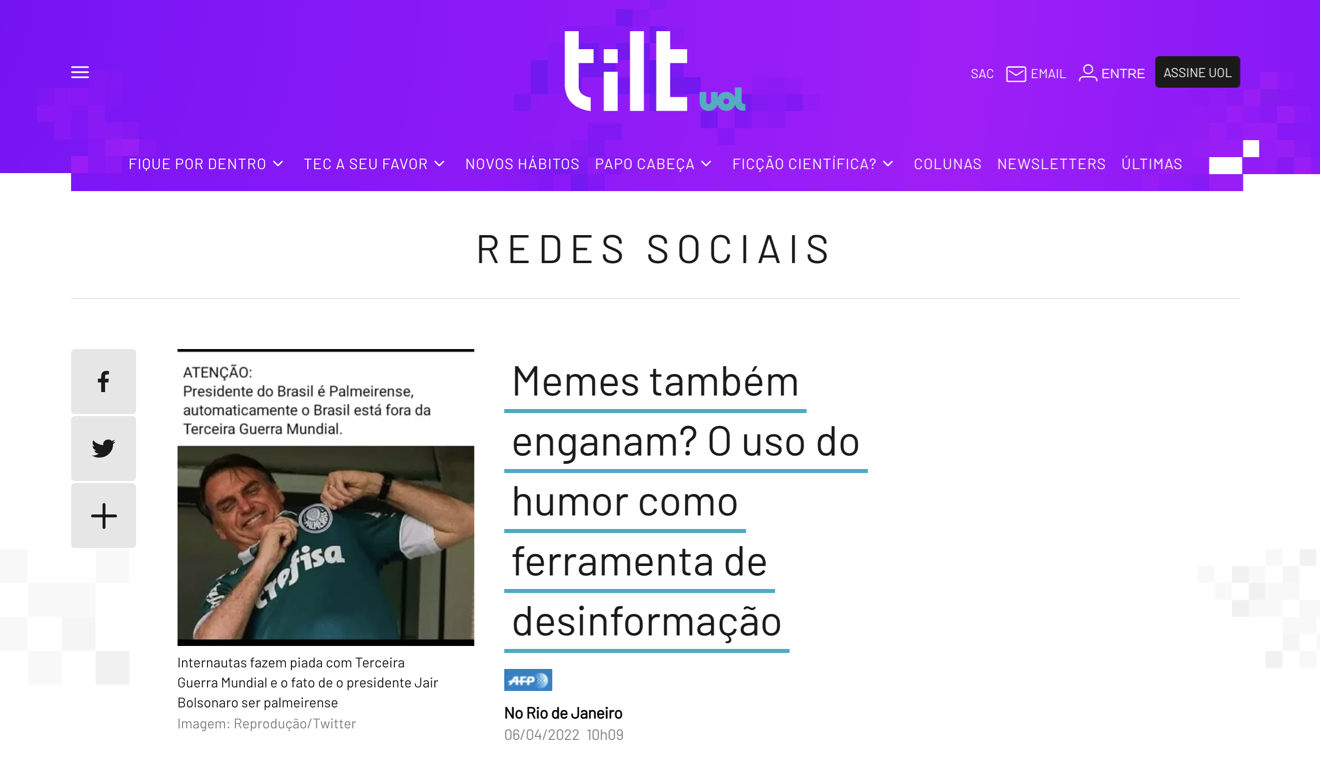 tilt uol
SAC EMAIL ENTRE ASSINE UOL
FIQUE POR DENTRO TEC A SEU FAVOR NOVOS HÁBITOS PAPO CABEÇA FICÇÃO CIENTÍFICA? COLUNAS NEWSLETTERS ÚLTIMAS
REDES SOCIAIS
ATENÇÃO:
Presidente do Brasil é Palmeirense,
automaticamente o Brasil está fora da
Terceira Guerra Mundial.
crefisa
Internautas fazem piada com Terceira
Guerra Mundial e o fato de o presidente Jair
Bolsonaro ser palmeirense
Imagem: Reprodução/Twitter
Memes também
enganam? O uso do
humor como
ferramenta de
desinformação
AFP
No Rio de Janeiro
06/04/2022 10h09